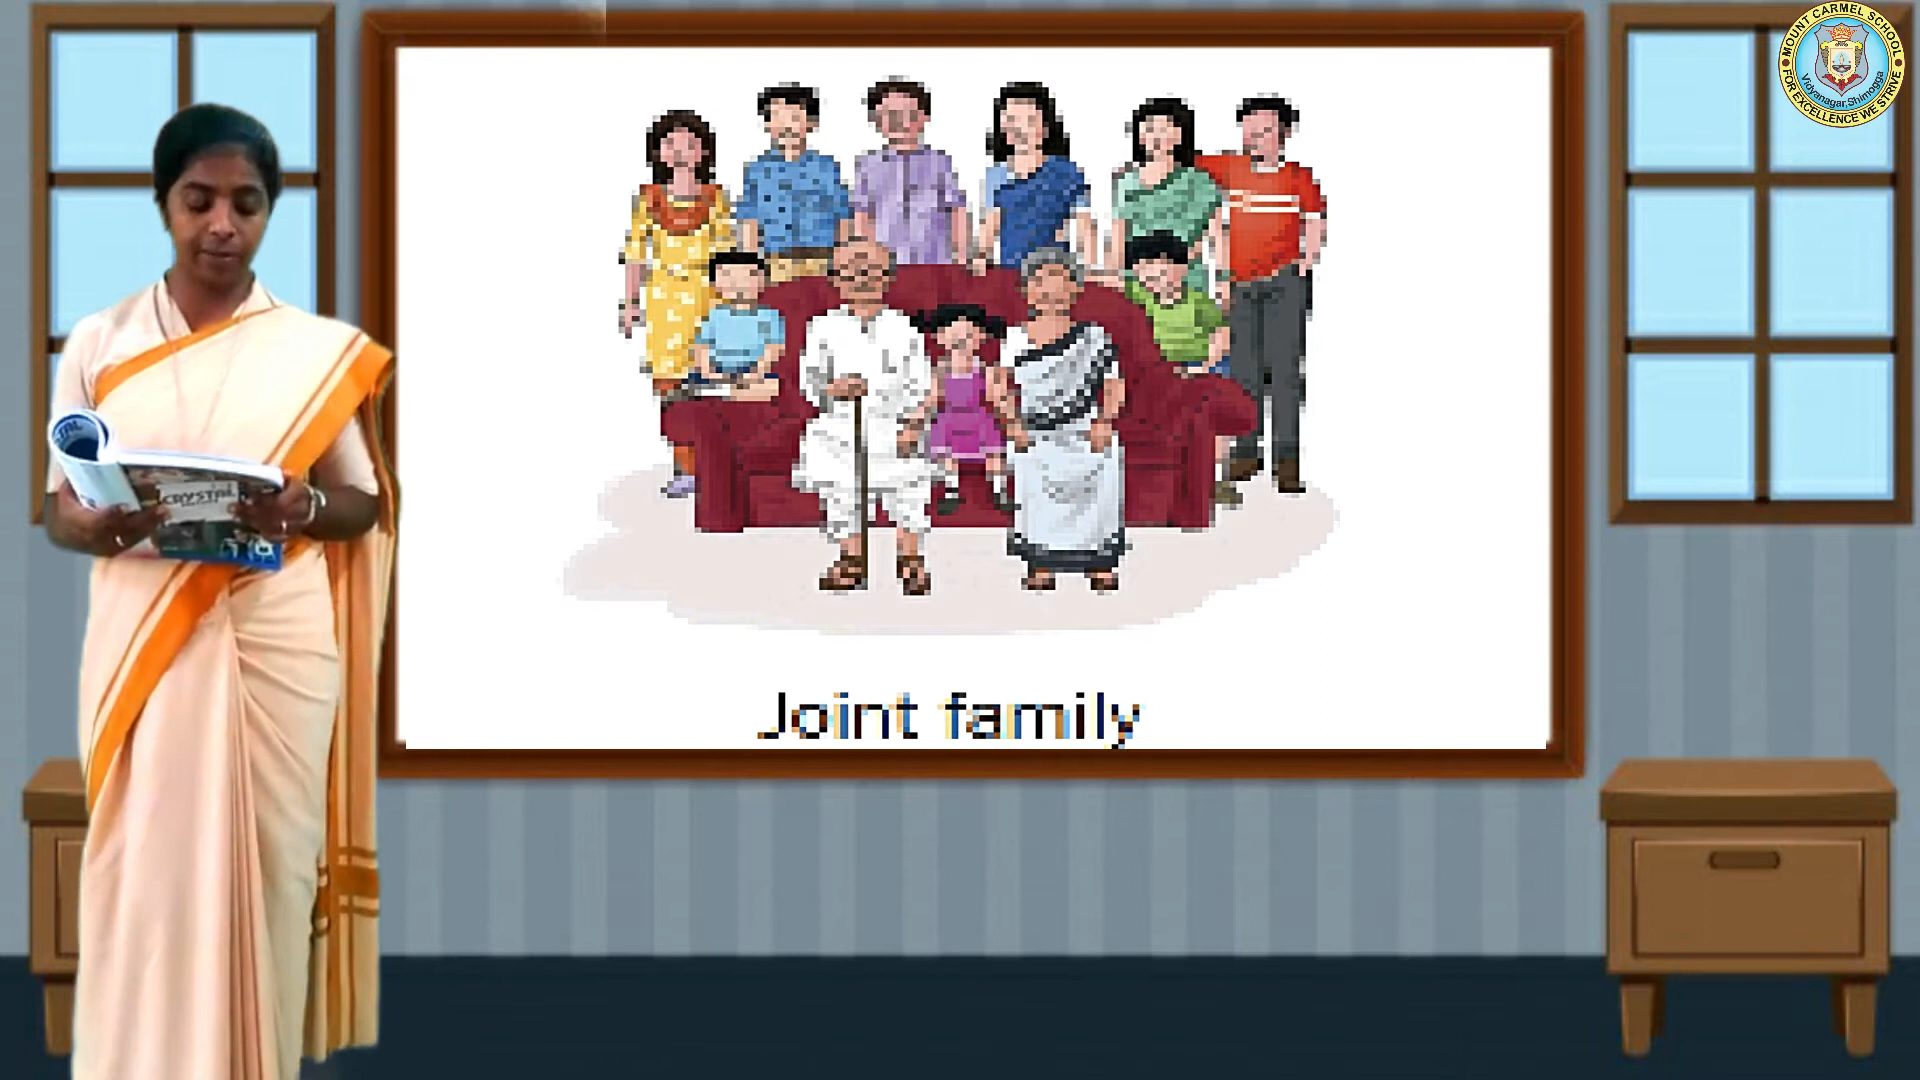 MOUNT CARMEL SCHOOL
Vidyanagar,Shimoga
FOR EXCELLENCE WE STRIVE
Joint family
CRYSTAL